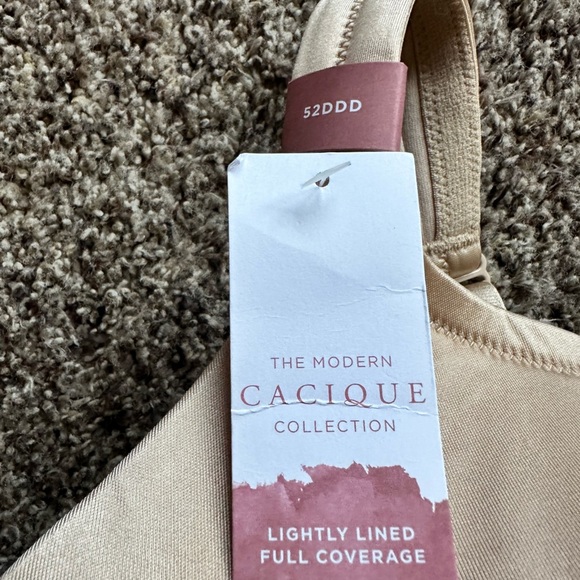 52DDD
THE MODERN
CACIQUE
COLLECTION
LIGHTLY LINED
FULL COVERAGE